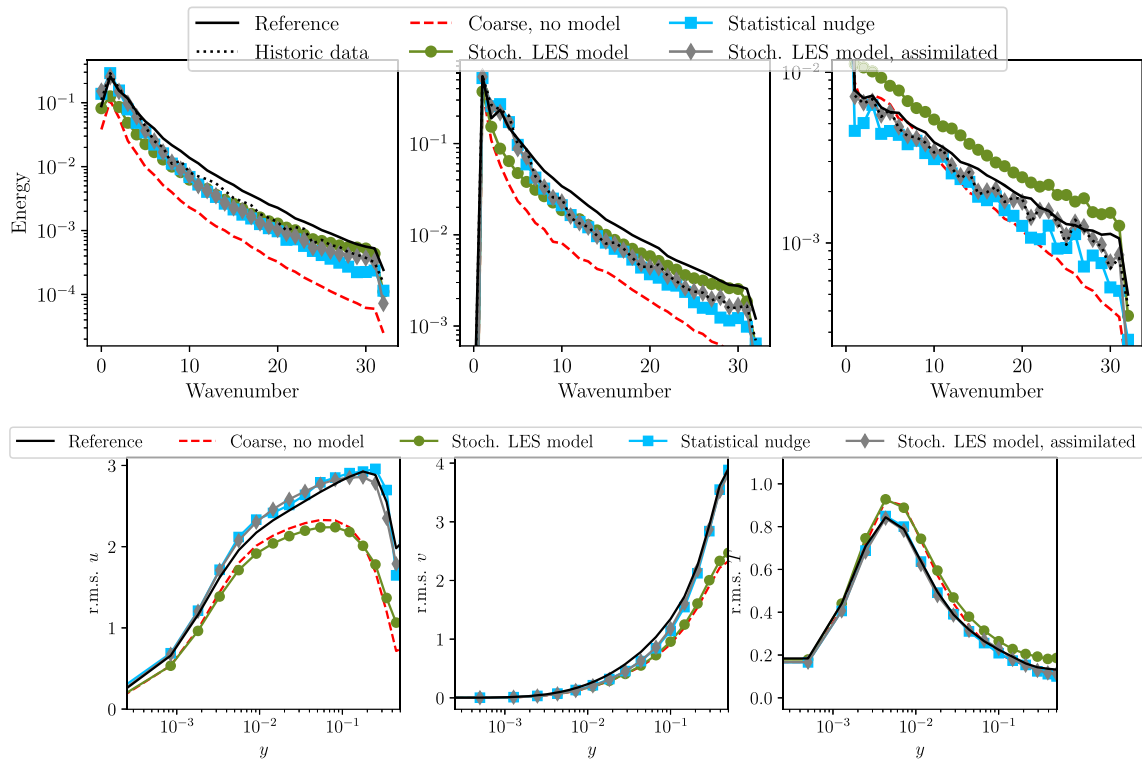 Reference Coarse, no model Statistical nudge
Historic data Stoch. LES model Stoch. LES model, assimilated
10⁻¹ 10⁻² 10⁻³ 10⁻⁴
Energy
0 10 20 30
Wavenumber
10⁻¹ 10⁻² 10⁻³
0 10 20 30
Wavenumber
10⁻² 10⁻³
0 10 20 30
Wavenumber
Reference Coarse, no model Stoch. LES model Statistical nudge Stoch. LES model, assimilated
3 2 1 0
r.m.s. u
10⁻³ 10⁻² 10⁻¹
y
4 3 2 1 0
r.m.s. v
10⁻³ 10⁻² 10⁻¹
y
1.0 0.8 0.6 0.4 0.2 0.0
r.m.s.
10⁻³ 10⁻² 10⁻¹
y